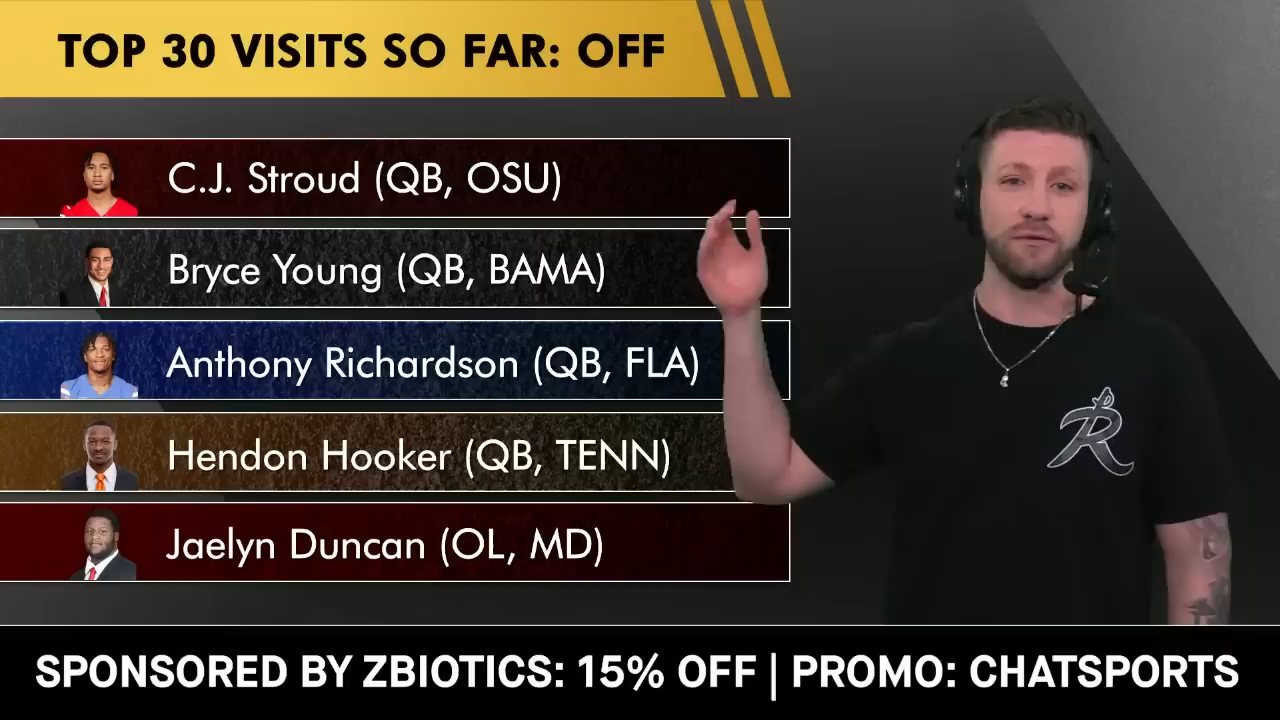 TOP 30 VISITS SO FAR: OFF
C.J. Stroud (QB, OSU)
Bryce Young (QB, BAMA)
Anthony Richardson (QB, FLA)
Hendon Hooker (QB, TENN)
Jaelyn Duncan (OL, MD)
R
SPONSORED BY ZBIOTICS: 15% OFF | PROMO: CHATSPORTS